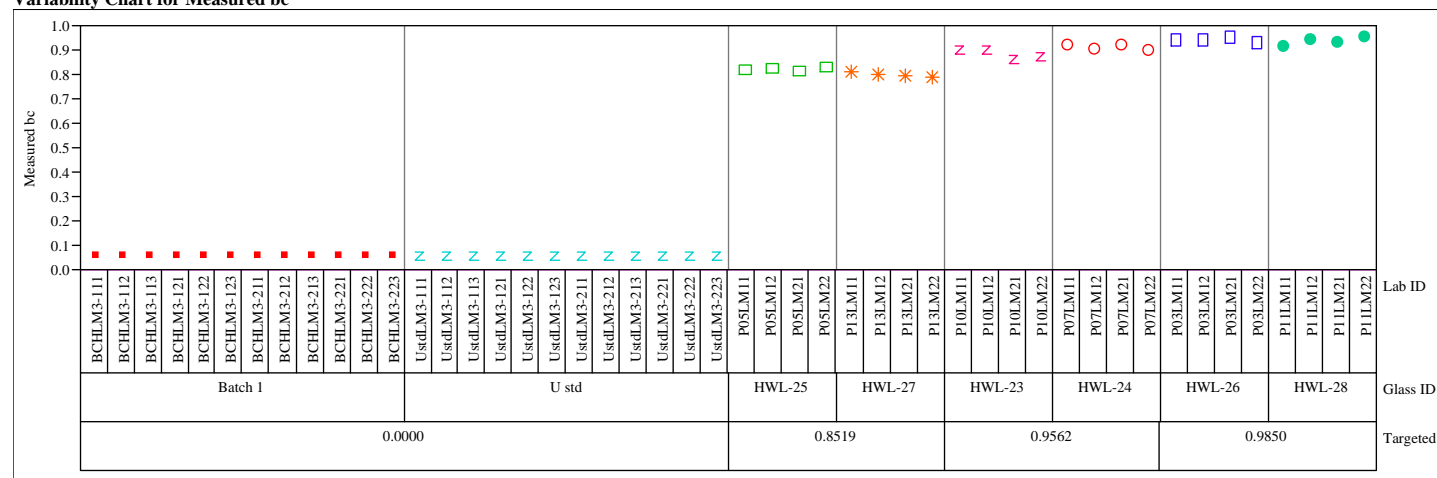 Variability Chart for Measured bc
Measured bc
1.0
0.9
0.8
0.7
0.6
0.5
0.4
0.3
0.2
0.1
0.0
BCHLM3-111
BCHLM3-112
BCHLM3-113
BCHLM3-121
BCHLM3-122
BCHLM3-123
BCHLM3-211
BCHLM3-212
BCHLM3-213
BCHLM3-221
BCHLM3-222
BCHLM3-223
UstdLM3-111
UstdLM3-112
UstdLM3-113
UstdLM3-121
UstdLM3-122
UstdLM3-123
UstdLM3-211
UstdLM3-212
UstdLM3-213
UstdLM3-221
UstdLM3-222
UstdLM3-223
P05LM11
P05LM12
P05LM21
P05LM22
P13LM11
P13LM12
P13LM21
P13LM22
P10LM11
P10LM12
P10LM21
P10LM22
P07LM11
P07LM12
P07LM21
P07LM22
P03LM11
P03LM12
P03LM21
P03LM22
P11LM11
P11LM12
P11LM21
P11LM22
Lab ID
Batch 1
U std
HWL-25
HWL-27
HWL-23
HWL-24
HWL-26
HWL-28
Glass ID
0.0000
0.8519
0.9562
0.9850
Targeted